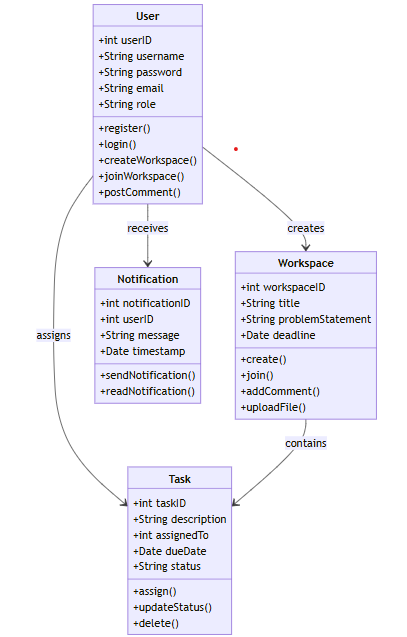 User
+int userID
+String username
+String password
+String email
+String role
+register()
+login()
+createWorkspace()
+joinWorkspace()
+postComment()
receives
creates
Notification
+int notificationID
+int userID
+String message
+Date timestamp
+sendNotification()
+readNotification()
Workspace
+int workspaceID
+String title
+String problemStatement
+Date deadline
+create()
+join()
+addComment()
+uploadFile()
assigns
contains
Task
+int taskID
+String description
+int assignedTo
+Date dueDate
+String status
+assign()
+updateStatus()
+delete()